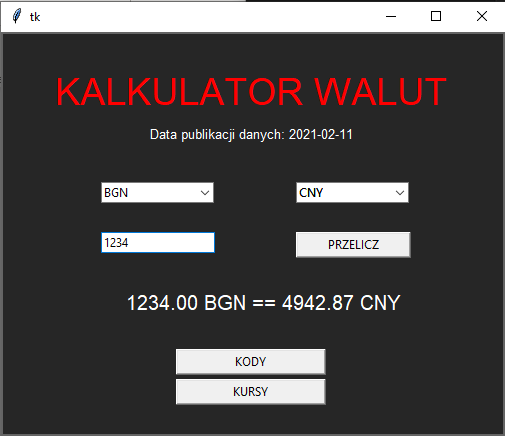 tk
KALKULATOR WALUT
Data publikacji danych: 2021-02-11
BGN CNY
1234 PRZELICZ
1234.00 BGN == 4942.87 CNY
KODY
KURSY